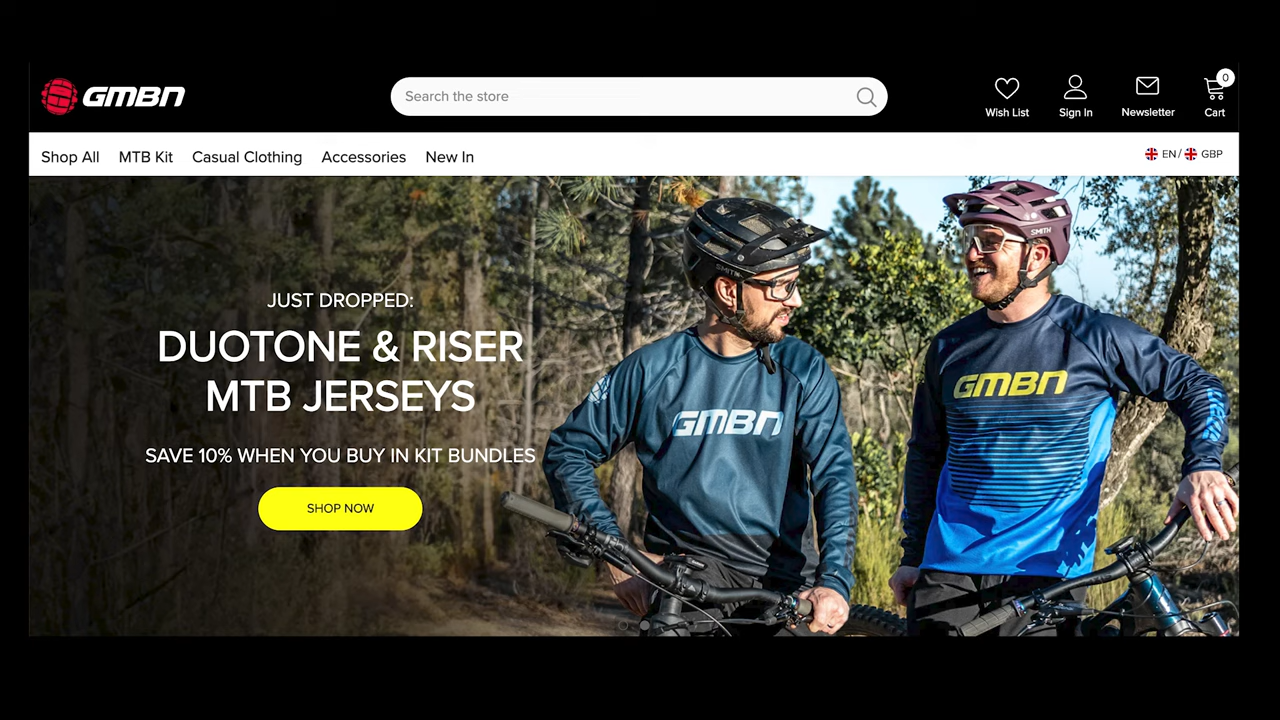 GMBN
Search the store
Wish List
Sign In
Newsletter
0
Cart
Shop All
MTB Kit
Casual Clothing
Accessories
New In
EN / GBP
JUST DROPPED:
DUOTONE & RISER
MTB JERSEYS
SAVE 10% WHEN YOU BUY IN KIT BUNDLES
SHOP NOW
SMITH
SMITH
GMBN
GMBN